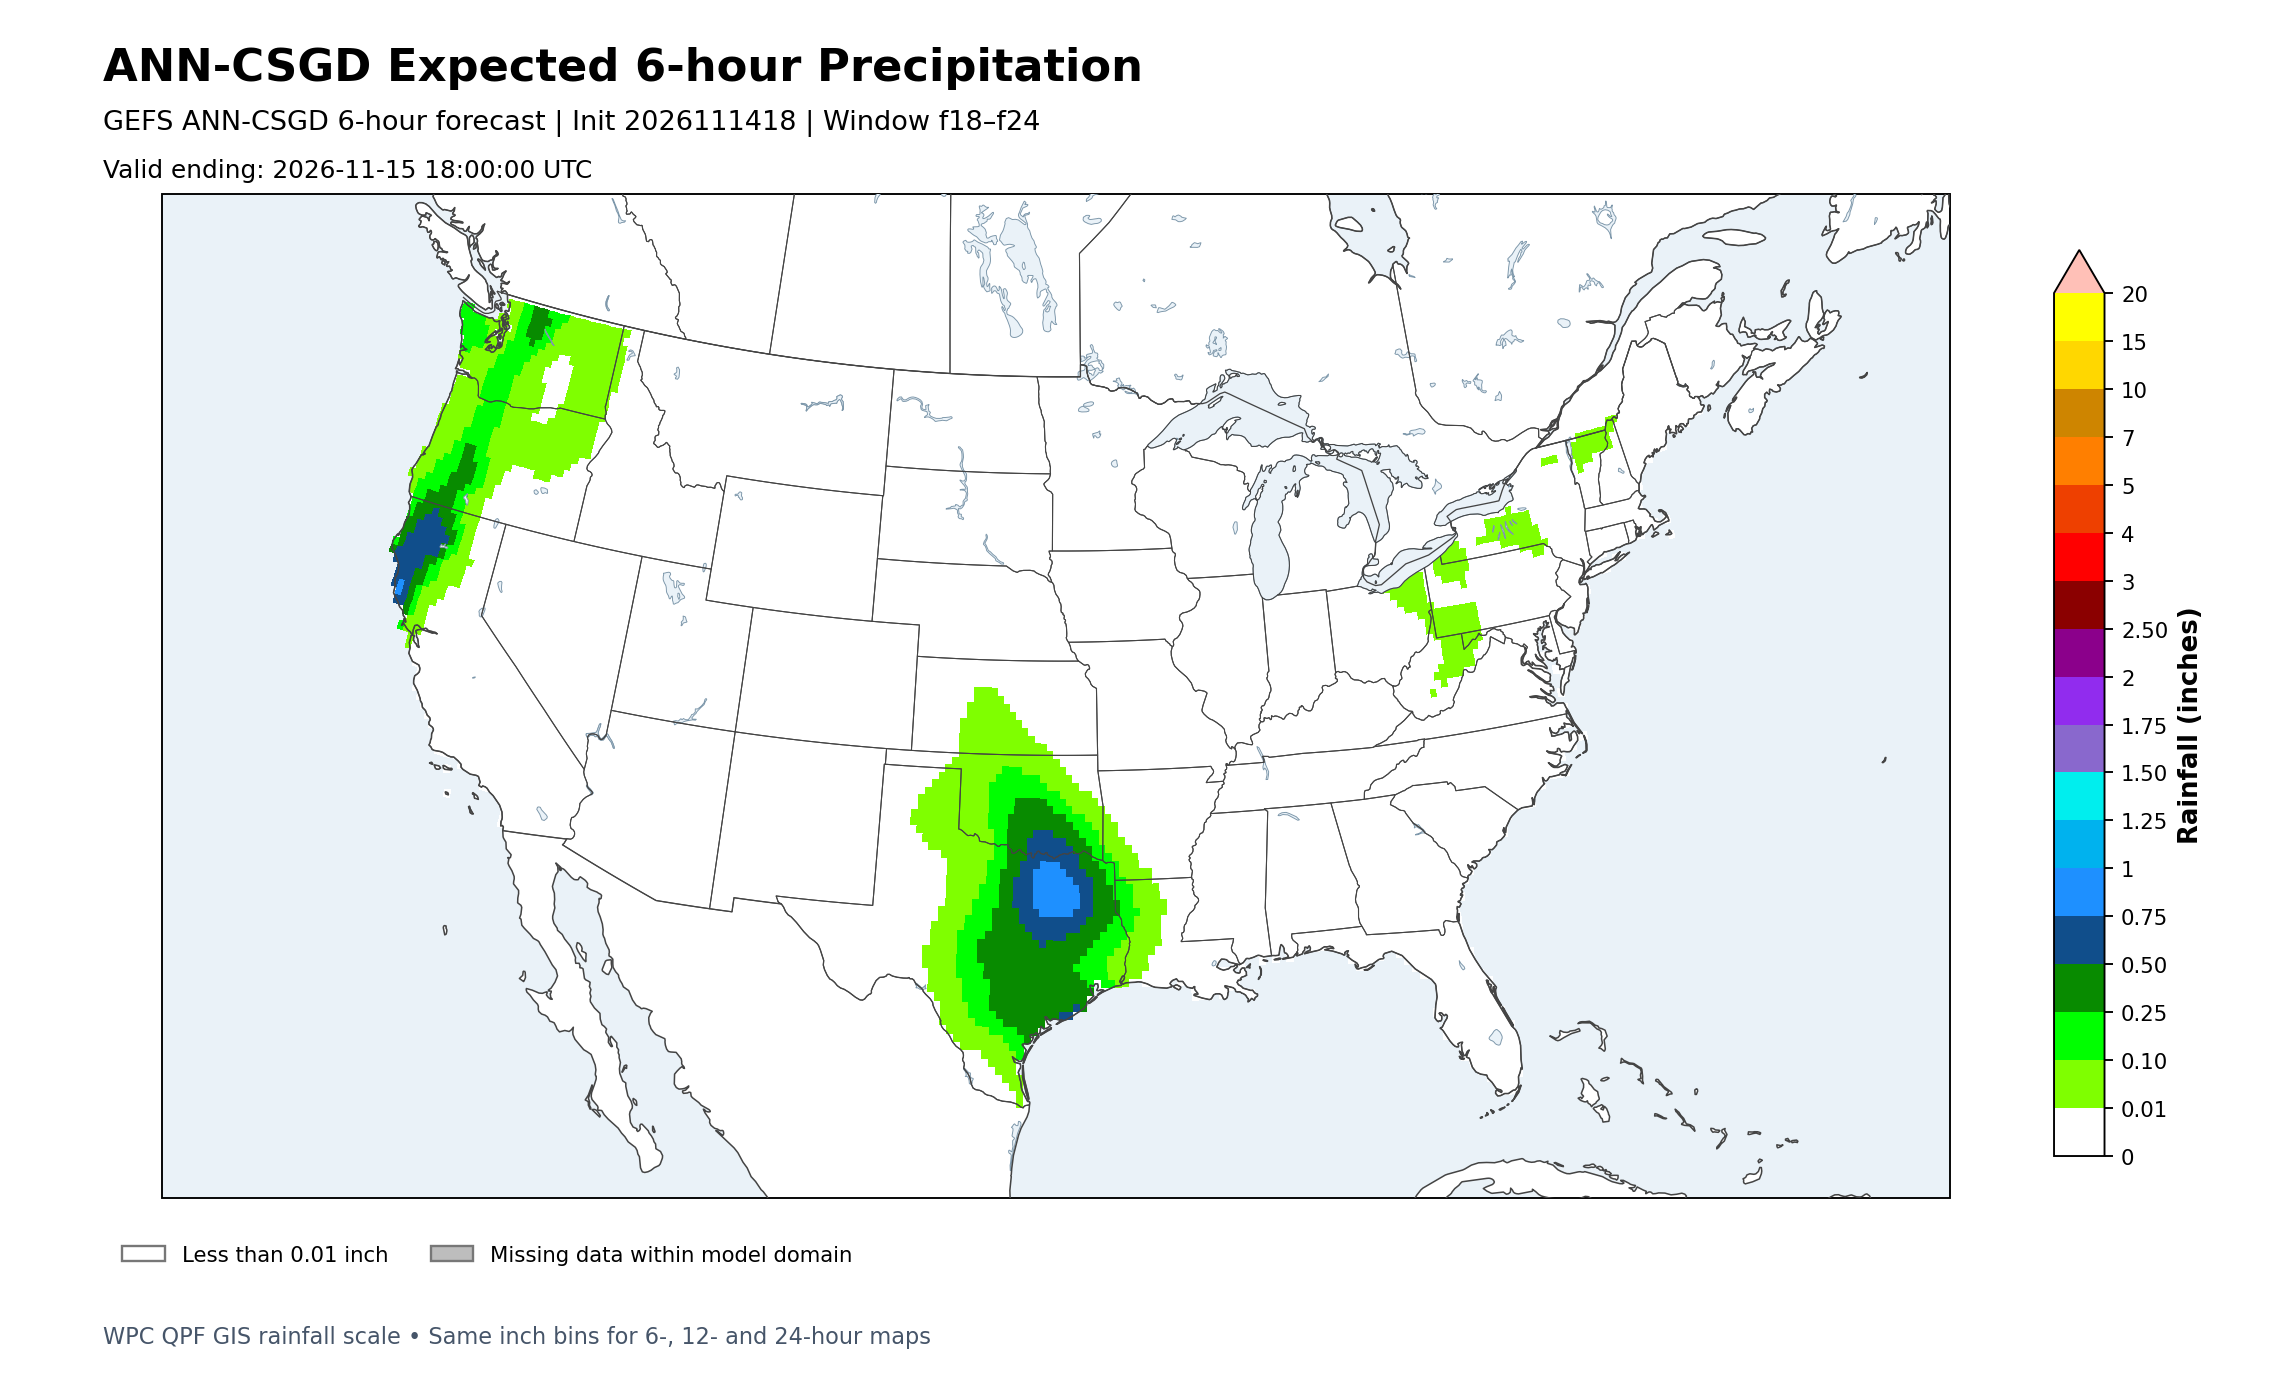 ANN-CSGD Expected 6-hour Precipitation
GEFS ANN-CSGD 6-hour forecast | Init 2026111418 | Window f18–f24
Valid ending: 2026-11-15 18:00:00 UTC
20
15
10
7
5
4
3
2.50
2
1.75
1.50
1.25
1
0.75
0.50
0.25
0.10
0.01
0
Rainfall (inches)
Less than 0.01 inch
Missing data within model domain
WPC QPF GIS rainfall scale • Same inch bins for 6-, 12- and 24-hour maps